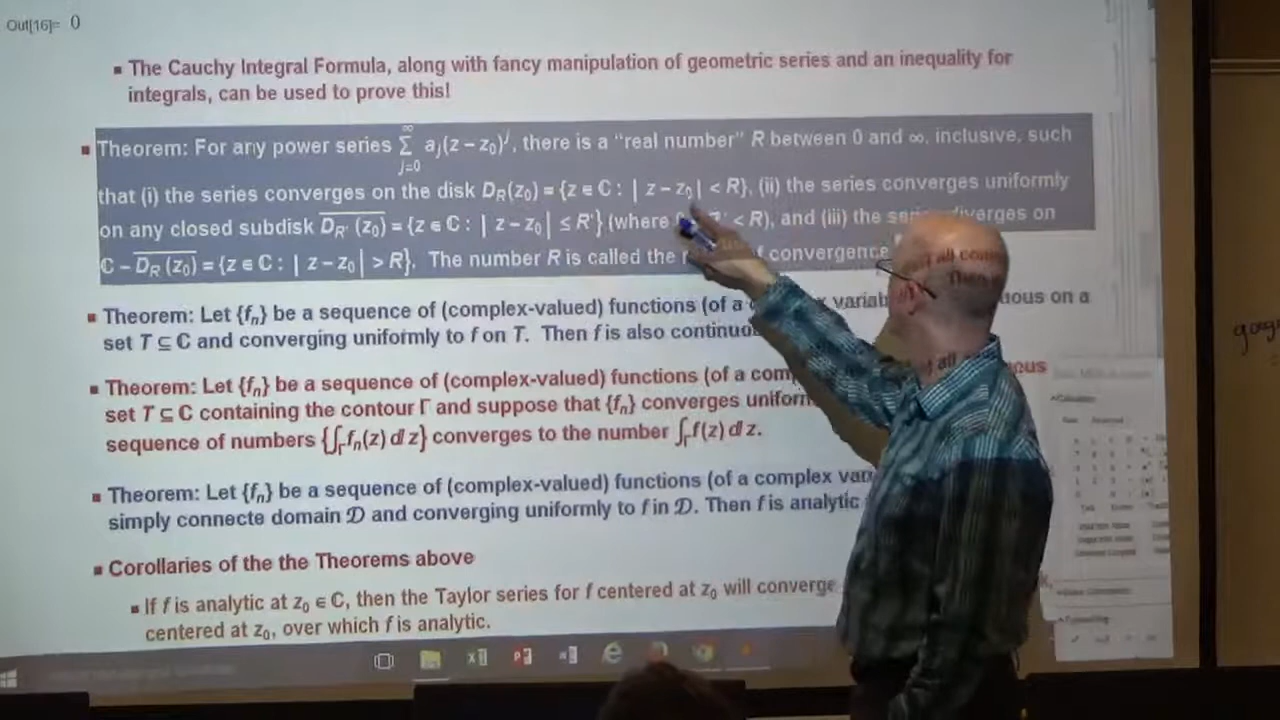 Out[16]= 0
▪ The Cauchy Integral Formula, along with fancy manipulation of geometric series and an inequality for
integrals, can be used to prove this!
▪ Theorem: For any power series ∑_{j=0}^{∞} a_j(z − z₀)^j, there is a "real number" R between 0 and ∞, inclusive, such
that (i) the series converges on the disk D_R(z₀) = {z ∈ ℂ : | z − z₀| < R}, (ii) the series converges uniformly
on any closed subdisk \overline{D_{R'}(z₀)} = {z ∈ ℂ : | z − z₀| ≤ R'} (where < R), and (iii) the series diverges on
ℂ − \overline{D_R(z₀)} = {z ∈ ℂ : | z − z₀| > R}. The number R is called the of convergence
▪ Theorem: Let {f_n} be a sequence of (complex-valued) functions (of a on a
set T ⊆ ℂ and converging uniformly to f on T. Then f is also
▪ Theorem: Let {f_n} be a sequence of (complex-valued) functions (of a
set T ⊆ ℂ containing the contour Γ and suppose that {f_n} converges
sequence of numbers {∫_Γ f_n(z) dz} converges to the number ∫_Γ f(z) dz.
▪ Theorem: Let {f_n} be a sequence of (complex-valued) functions (of a complex
simply connecte domain D and converging uniformly to f in D. Then f is analytic
▪ Corollaries of the the Theorems above
▪ If f is analytic at z₀ ∈ ℂ, then the Taylor series for f centered at z₀ will converge
centered at z₀, over which f is analytic.